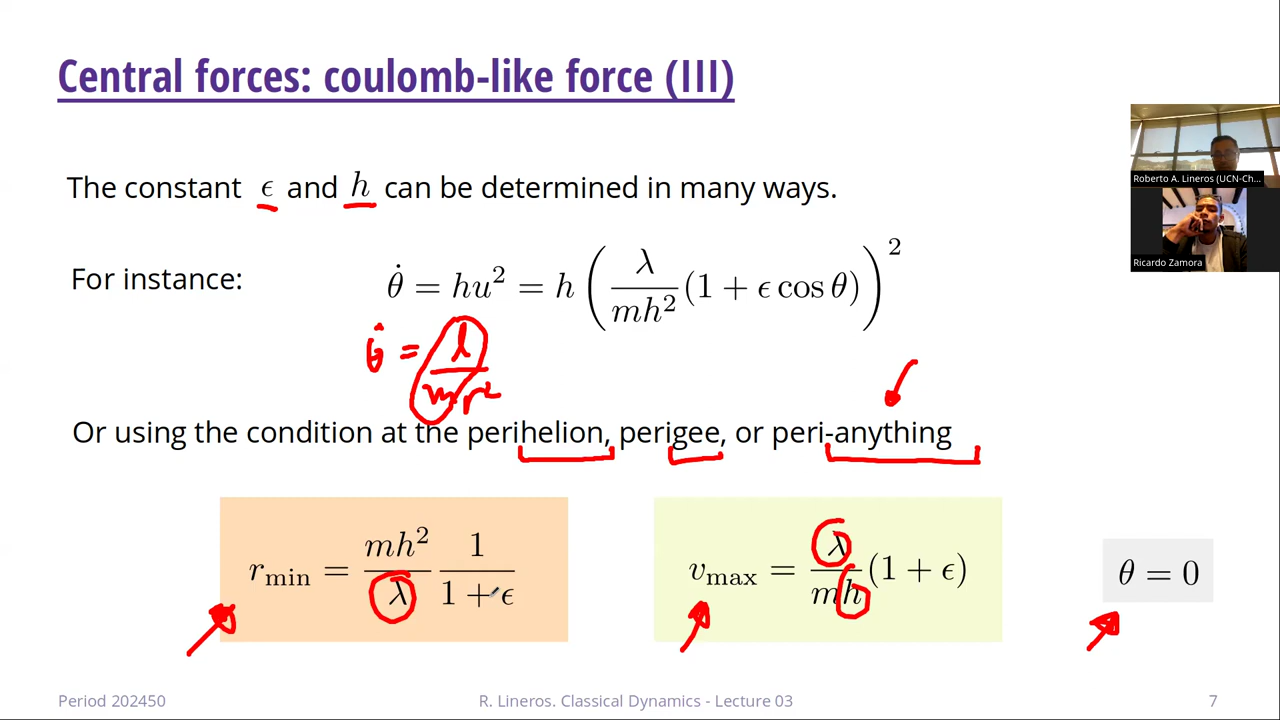 Central forces: coulomb-like force (III)
The constant ϵ and h can be determined in many ways.
For instance: θ̇ = hu² = h (λ/mh² (1 + ϵ cos θ))²
θ̇ = l/mr²
Or using the condition at the perihelion, perigee, or peri-anything
r_min = mh²/λ 1/1 + ϵ
v_max = λ/mh (1 + ϵ)
θ = 0
Period 202450
R. Lineros. Classical Dynamics - Lecture 03
7
Roberto A. Lineros (UCN-Ch...
Ricardo Zamora